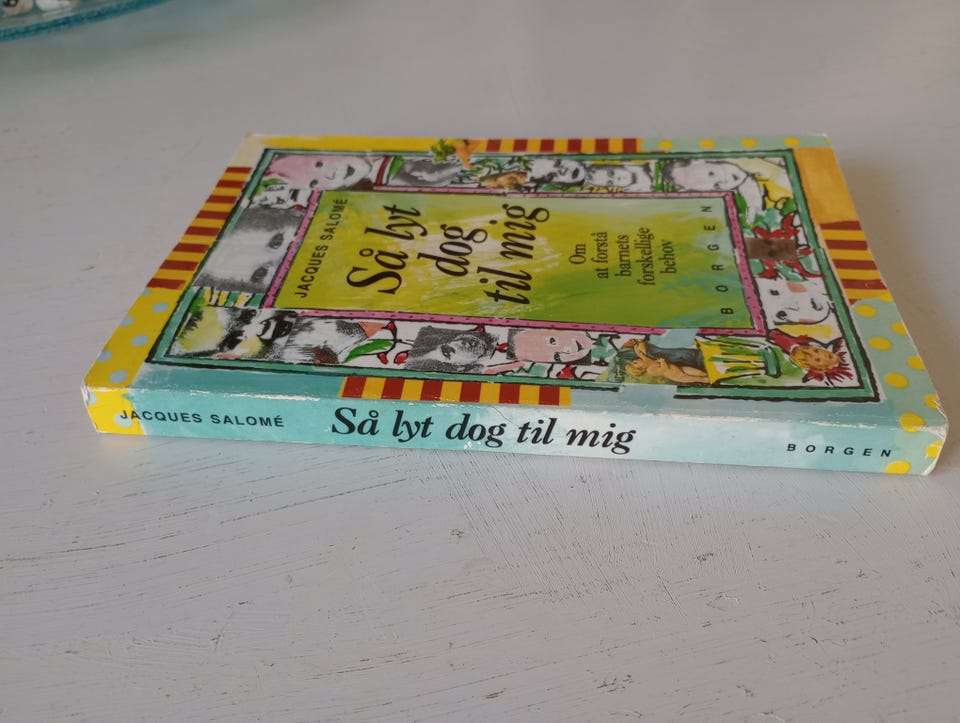 JACQUES SALOMÉ
Så lyt
dog
til mig
Om
at forstå
barnets
forskellige
behov
BORGEN
JACQUES SALOMÉ Så lyt dog til mig BORGEN